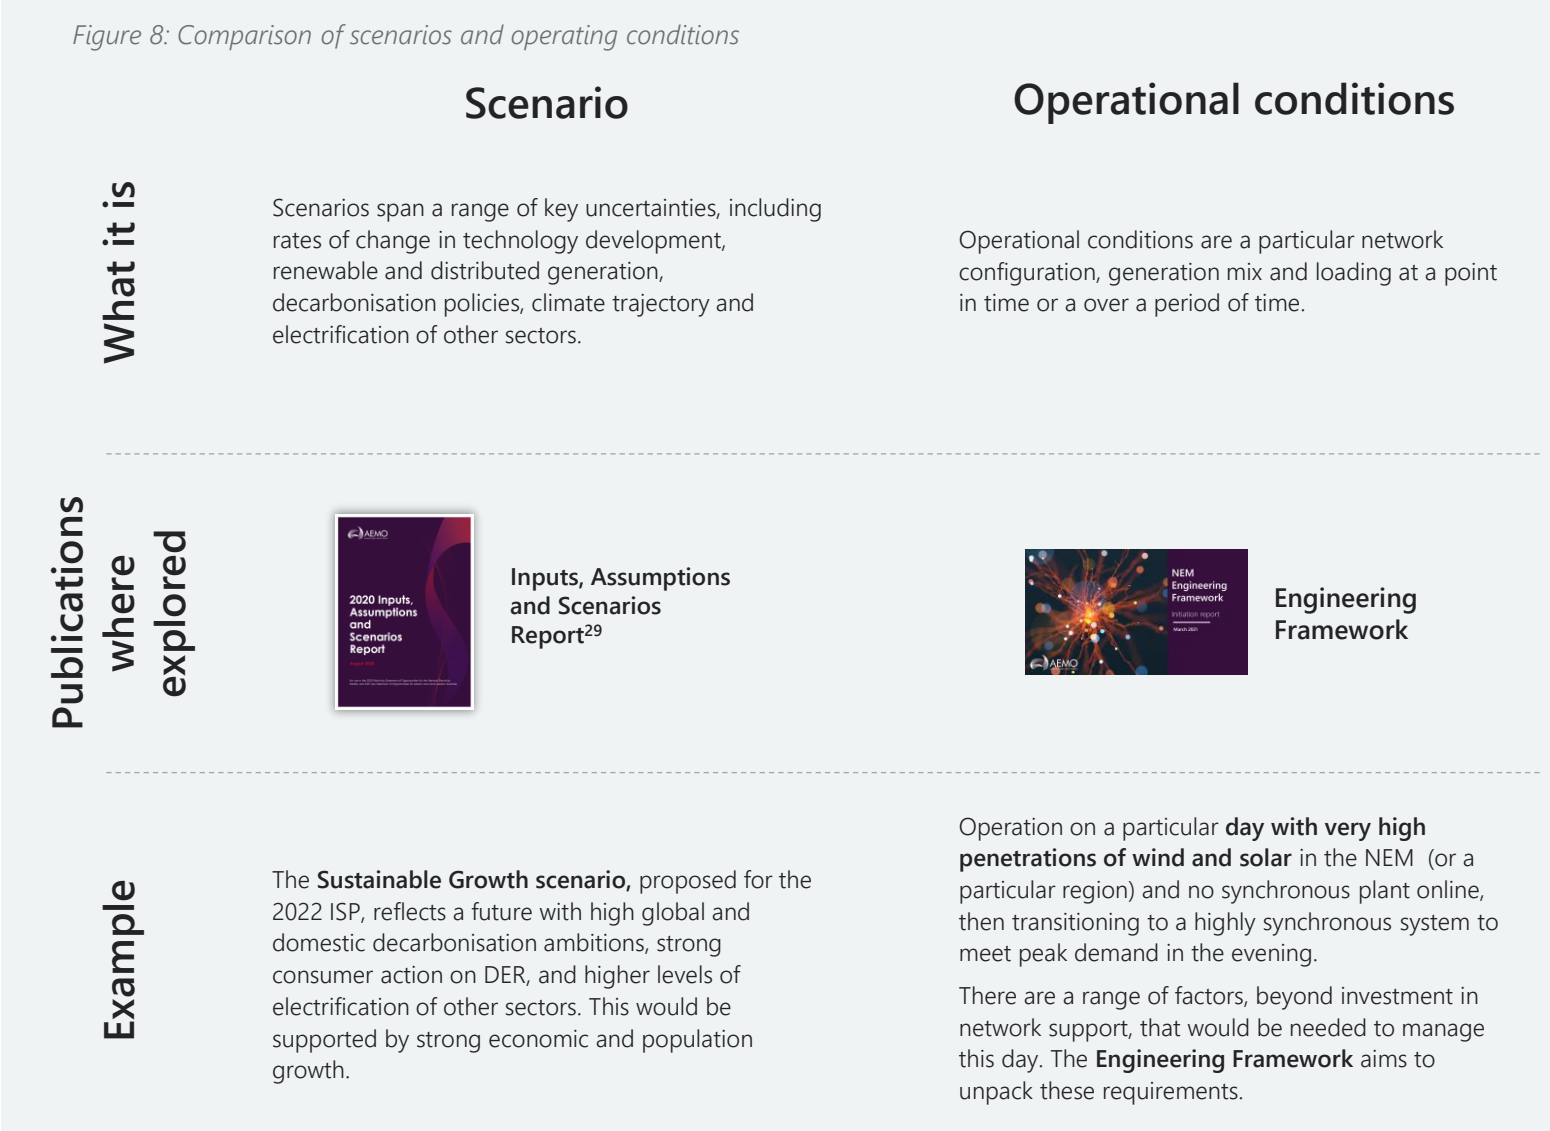 Figure 8: Comparison of scenarios and operating conditions
Scenario
Operational conditions
What it is
Scenarios span a range of key uncertainties, including
rates of change in technology development,
renewable and distributed generation,
decarbonisation policies, climate trajectory and
electrification of other sectors.
Operational conditions are a particular network
configuration, generation mix and loading at a point
in time or a over a period of time.
Publications
where
explored
AEMO
2020 Inputs,
Assumptions
and
Scenarios
Report
August 2020
Inputs, Assumptions
and Scenarios
Report29
NEM
Engineering
Framework
Initiation report
March 2021
AEMO
Engineering
Framework
Example
The Sustainable Growth scenario, proposed for the
2022 ISP, reflects a future with high global and
domestic decarbonisation ambitions, strong
consumer action on DER, and higher levels of
electrification of other sectors. This would be
supported by strong economic and population
growth.
Operation on a particular day with very high
penetrations of wind and solar in the NEM (or a
particular region) and no synchronous plant online,
then transitioning to a highly synchronous system to
meet peak demand in the evening.
There are a range of factors, beyond investment in
network support, that would be needed to manage
this day. The Engineering Framework aims to
unpack these requirements.